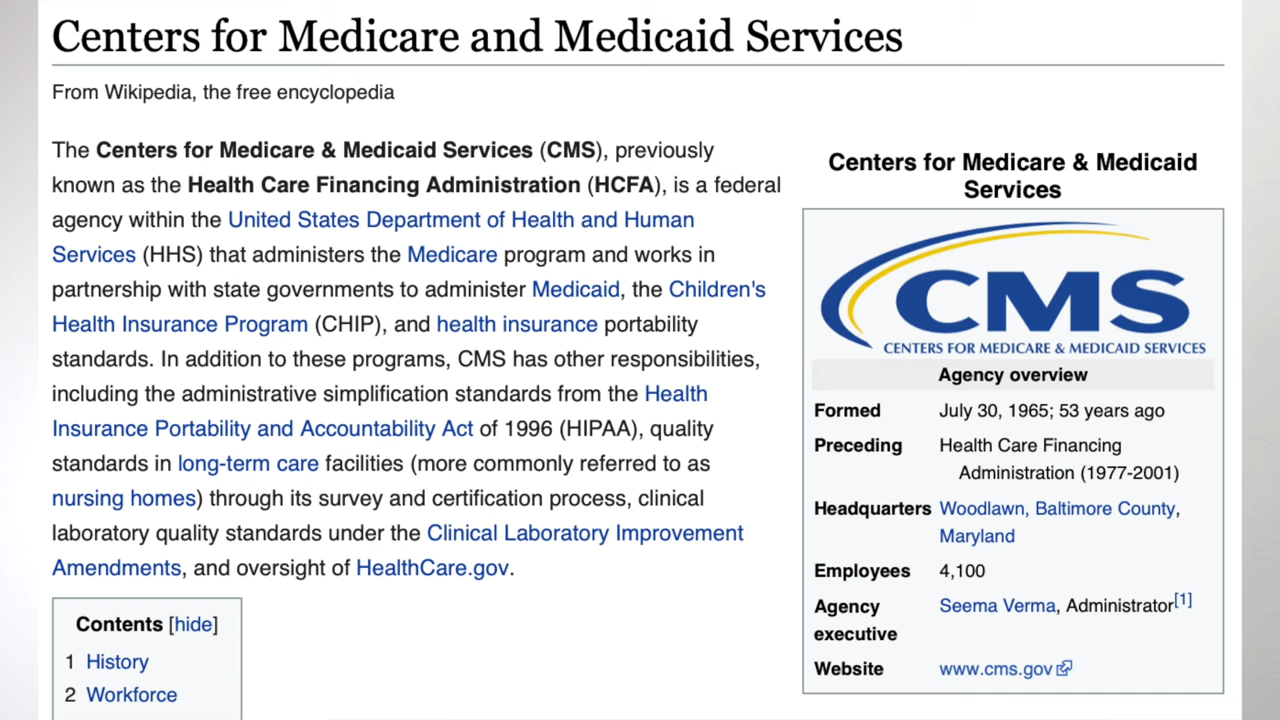 Centers for Medicare and Medicaid Services
From Wikipedia, the free encyclopedia
The Centers for Medicare & Medicaid Services (CMS), previously
known as the Health Care Financing Administration (HCFA), is a federal
agency within the United States Department of Health and Human
Services (HHS) that administers the Medicare program and works in
partnership with state governments to administer Medicaid, the Children's
Health Insurance Program (CHIP), and health insurance portability
standards. In addition to these programs, CMS has other responsibilities,
including the administrative simplification standards from the Health
Insurance Portability and Accountability Act of 1996 (HIPAA), quality
standards in long-term care facilities (more commonly referred to as
nursing homes) through its survey and certification process, clinical
laboratory quality standards under the Clinical Laboratory Improvement
Amendments, and oversight of HealthCare.gov.
Contents [hide]
1 History
2 Workforce
Centers for Medicare & Medicaid
Services
CMS
CENTERS FOR MEDICARE & MEDICAID SERVICES
Agency overview
Formed July 30, 1965; 53 years ago
Preceding Health Care Financing
Administration (1977-2001)
Headquarters Woodlawn, Baltimore County,
Maryland
Employees 4,100
Agency Seema Verma, Administrator[1]
executive
Website www.cms.gov